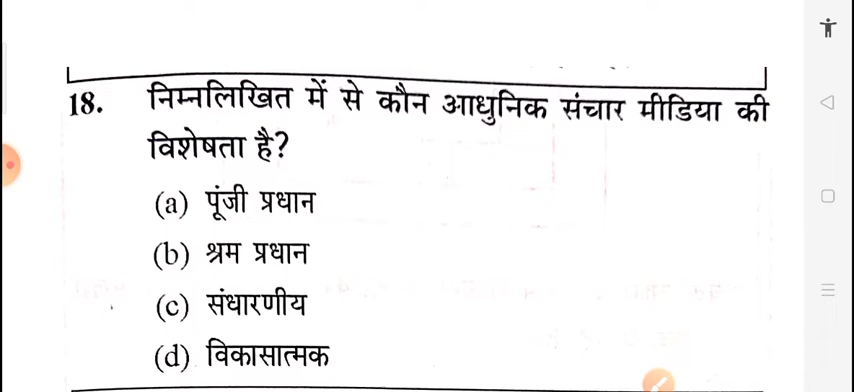 18. निम्नलिखित में से कौन आधुनिक संचार मीडिया की
विशेषता है?
(a) पूंजी प्रधान
(b) श्रम प्रधान
(c) संधारणीय
(d) विकासात्मक